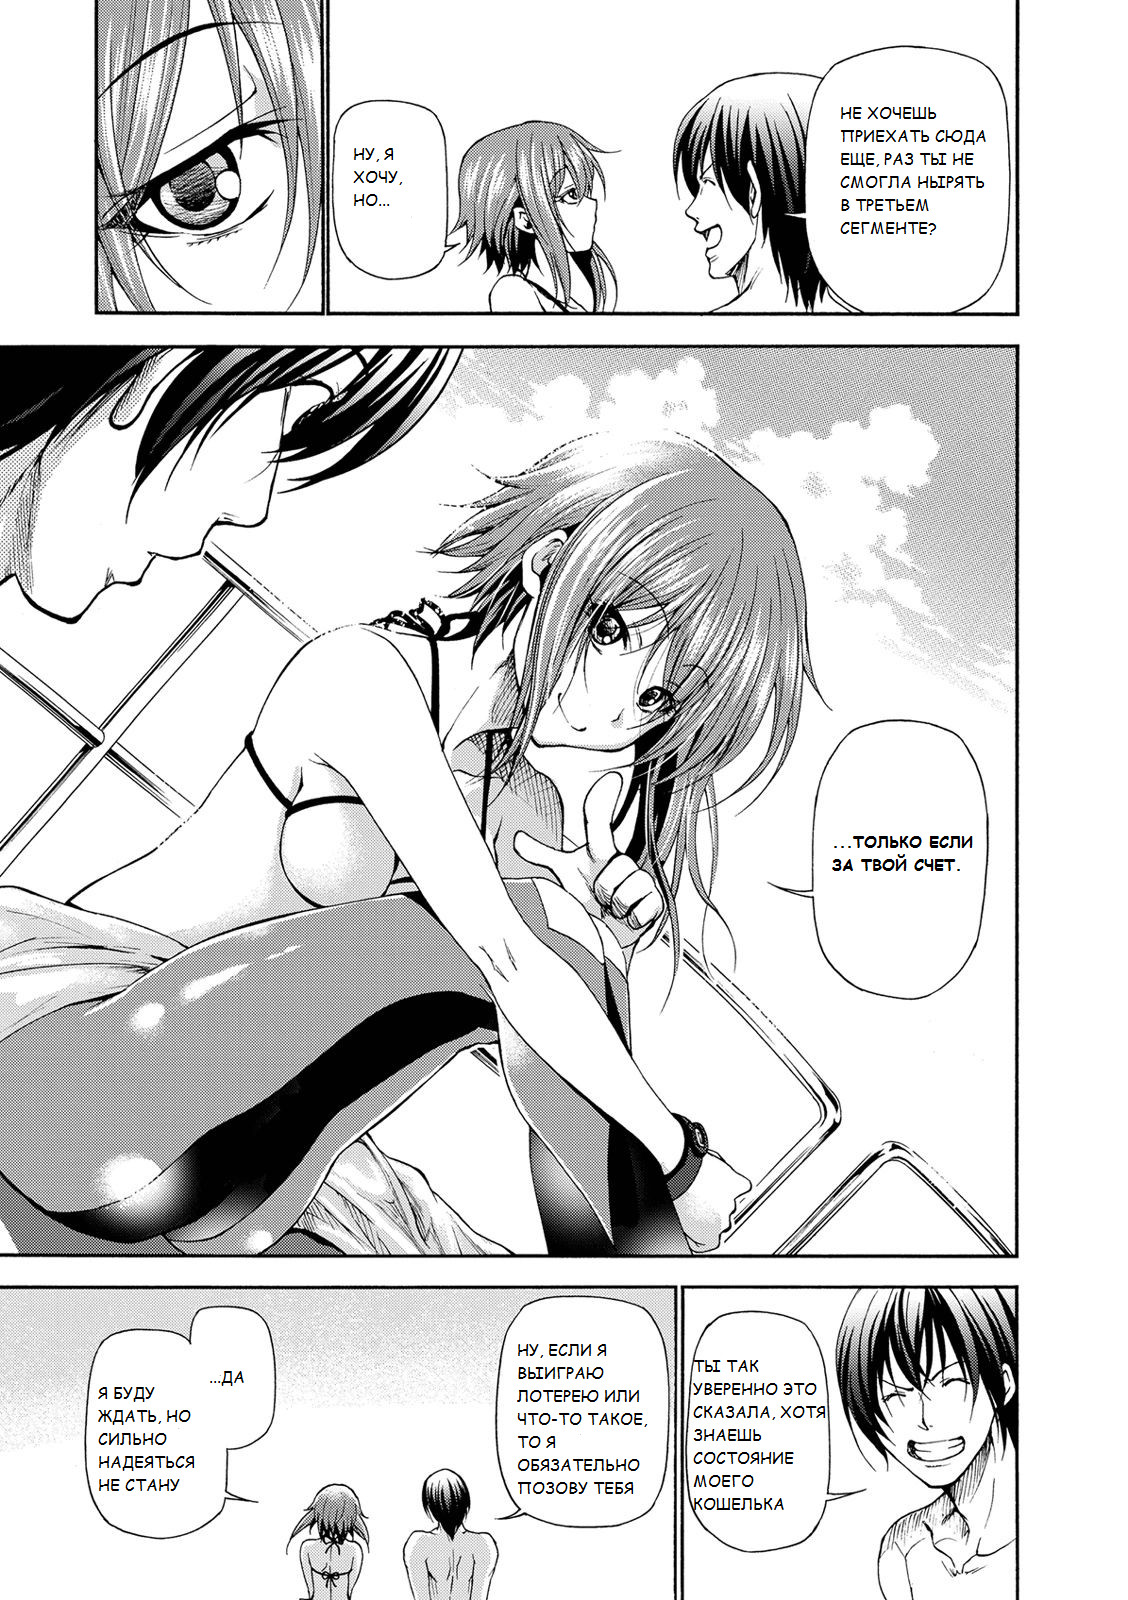 НЕ ХОЧЕШЬ
ПРИЕХАТЬ СЮДА
ЕЩЕ, РАЗ ТЫ НЕ
СМОГЛА НЫРЯТЬ
В ТРЕТЬЕМ
СЕГМЕНТЕ?
НУ, Я
ХОЧУ,
НО...
...ТОЛЬКО ЕСЛИ
ЗА ТВОЙ СЧЕТ.
ТЫ ТАК
УВЕРЕННО ЭТО
СКАЗАЛА, ХОТЯ
ЗНАЕШЬ
СОСТОЯНИЕ
МОЕГО
КОШЕЛЬКА
НУ, ЕСЛИ Я
ВЫИГРАЮ
ЛОТЕРЕЮ ИЛИ
ЧТО-ТО ТАКОЕ,
ТО Я
ОБЯЗАТЕЛЬНО
ПОЗОВУ ТЕБЯ
...ДА
Я БУДУ
ЖДАТЬ, НО
СИЛЬНО
НАДЕЯТЬСЯ
НЕ СТАНУ